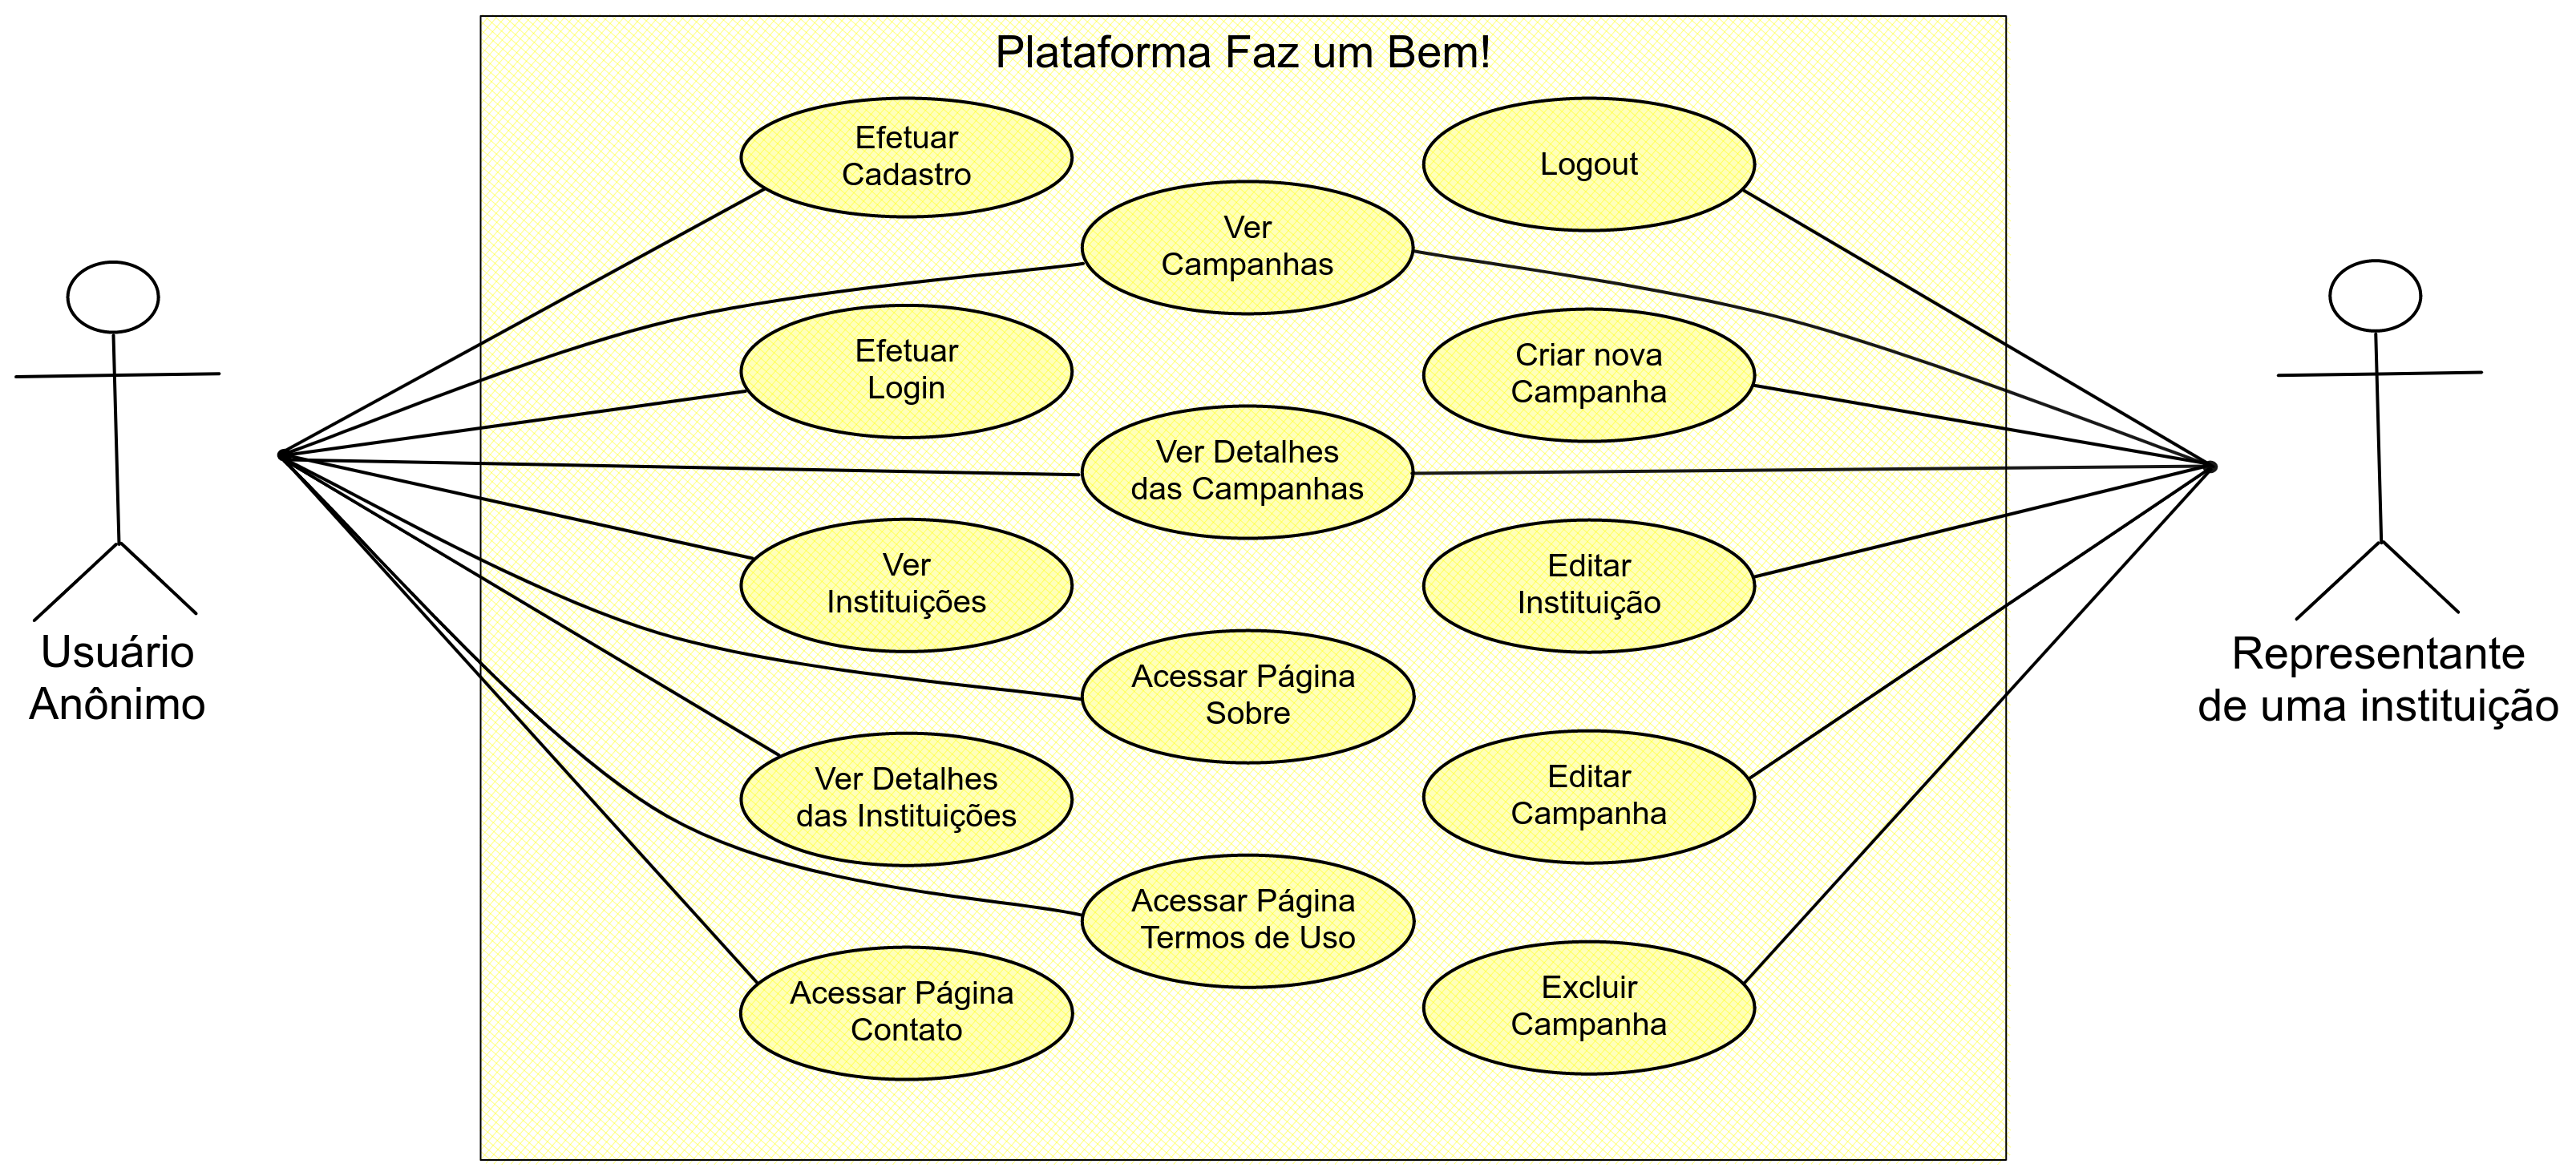 Plataforma Faz um Bem!
Efetuar
Cadastro
Logout
Ver
Campanhas
Efetuar
Login
Criar nova
Campanha
Ver Detalhes
das Campanhas
Ver
Instituições
Editar
Instituição
Usuário
Anônimo
Representante
de uma instituição
Acessar Página
Sobre
Ver Detalhes
das Instituições
Editar
Campanha
Acessar Página
Termos de Uso
Acessar Página
Contato
Excluir
Campanha